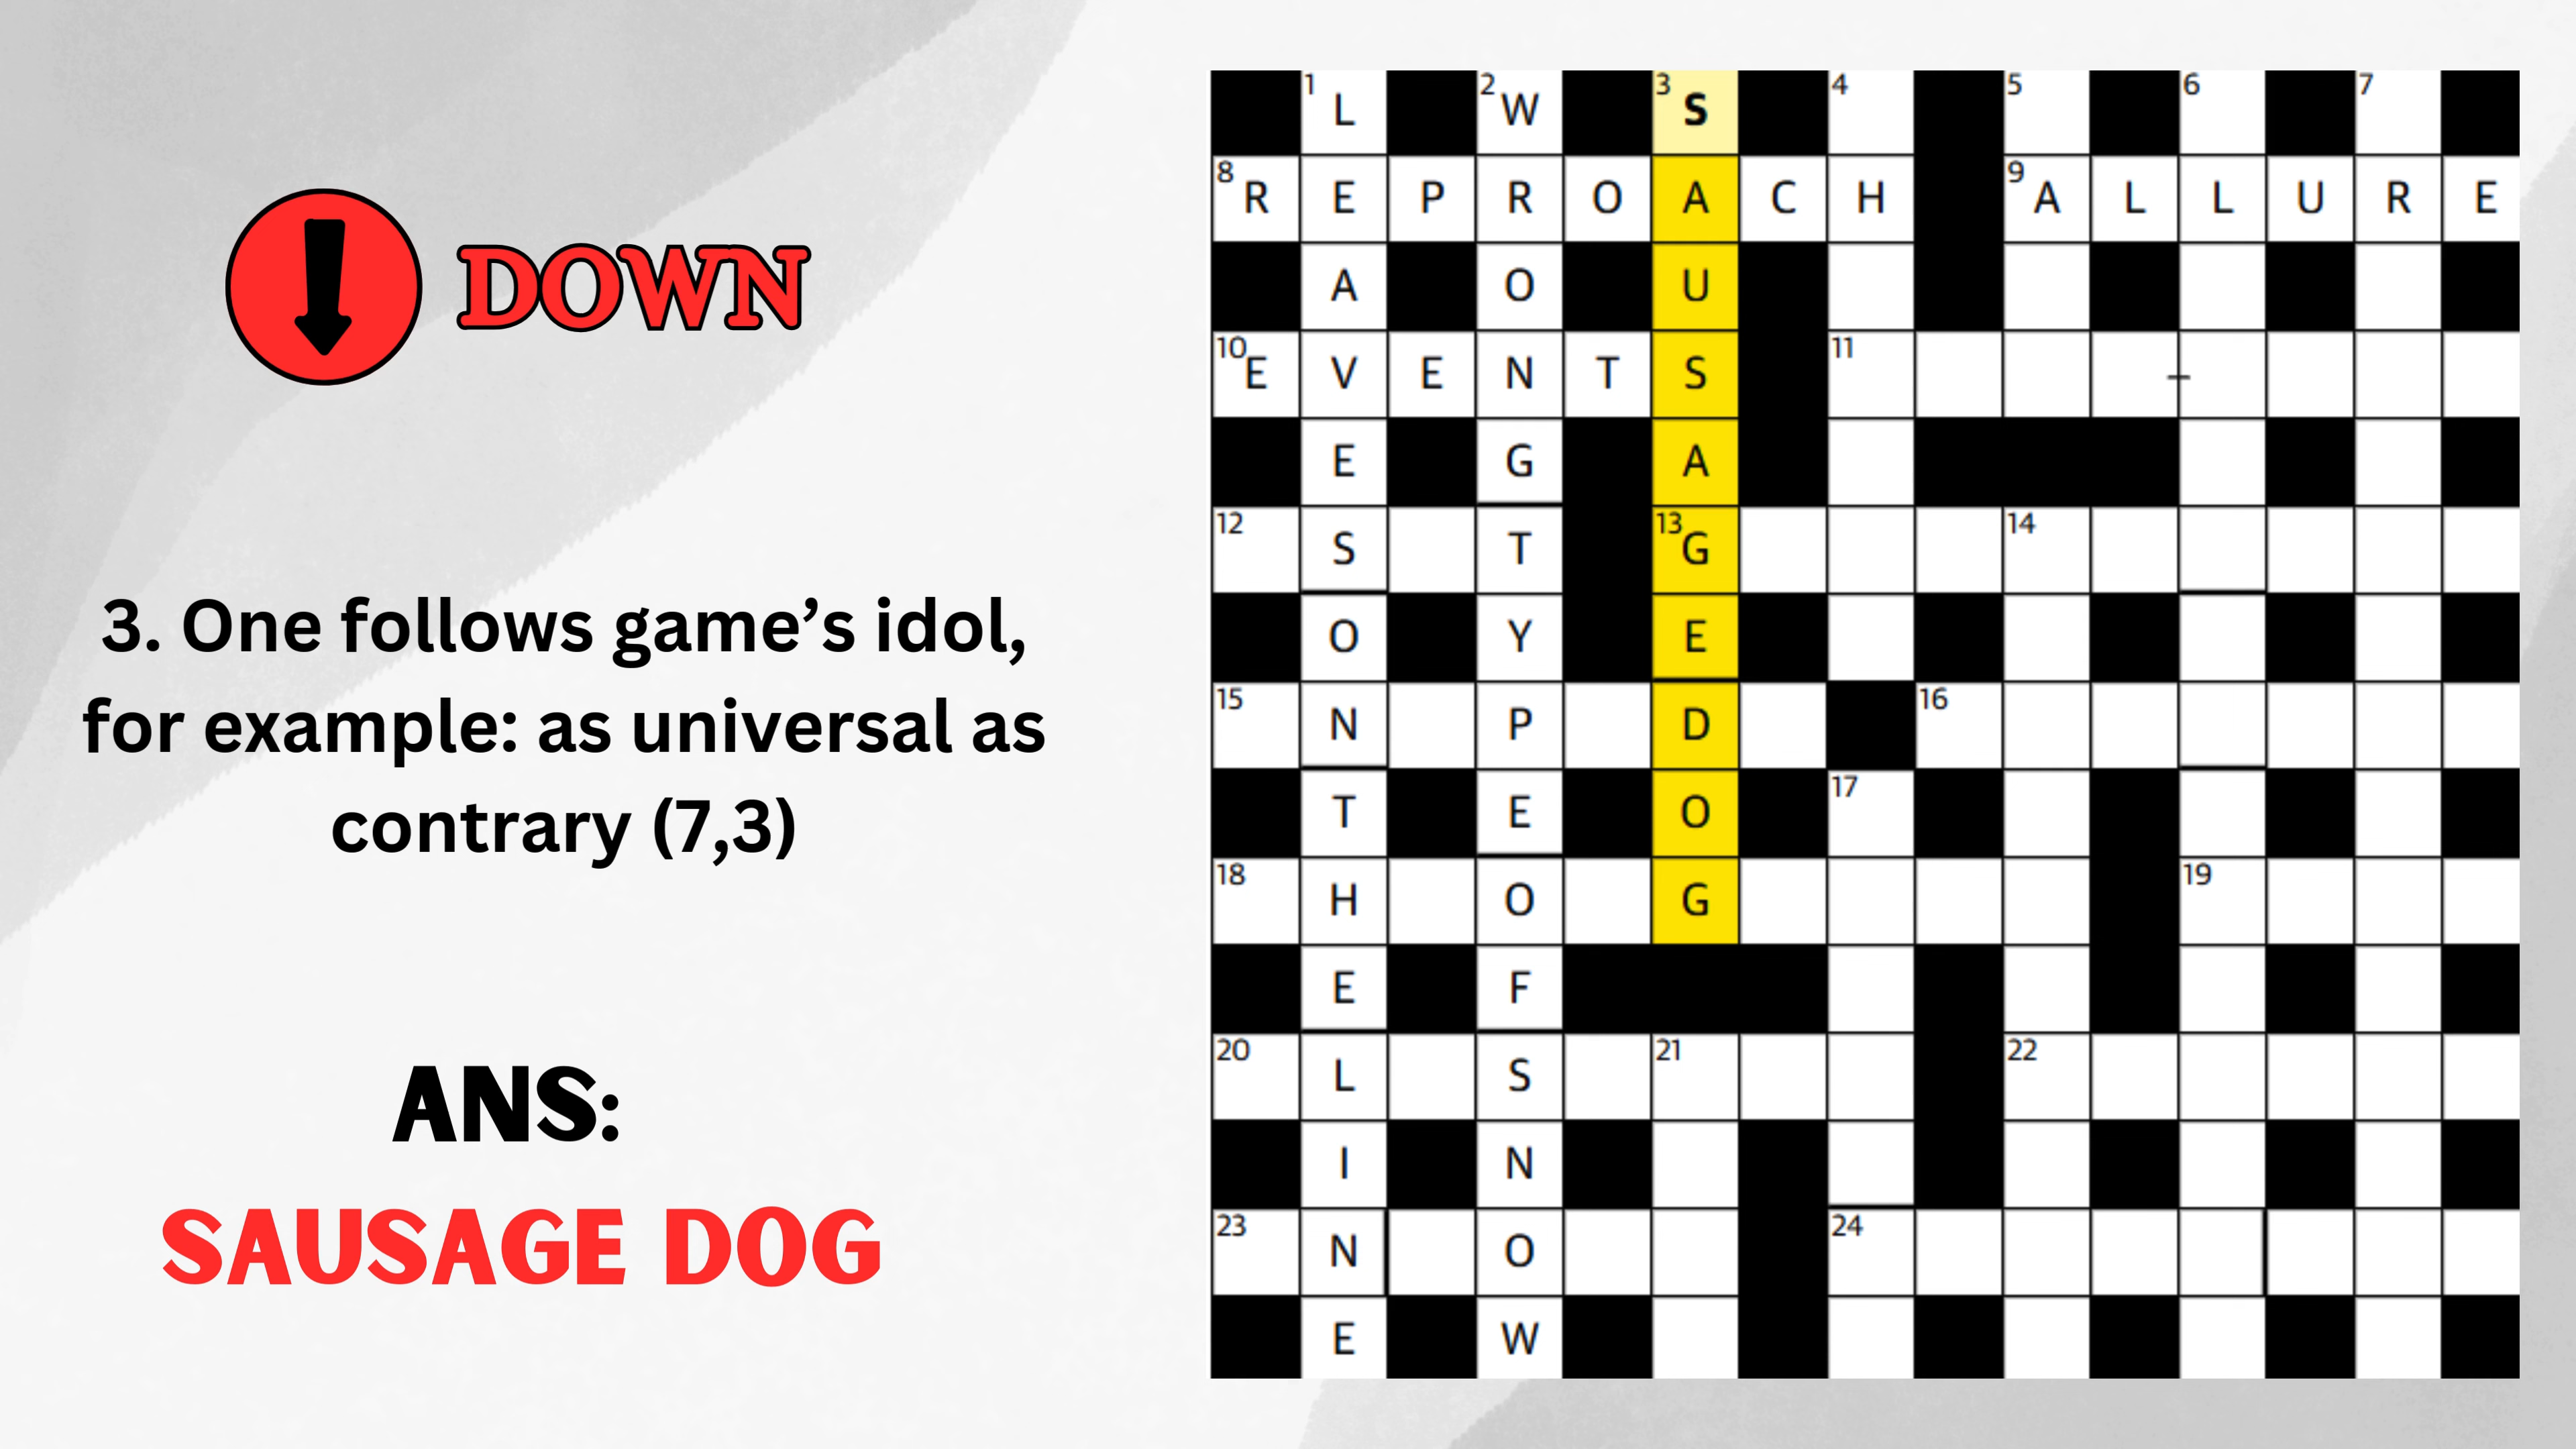 DOWN
3. One follows game’s idol,
for example: as universal as
contrary (7,3)
ANS:
SAUSAGE DOG
1 L 2 W 3 S 4 5 6 7
8 R E P R O A C H 9 A L L U R E
A O U
10 E V E N T S 11 –
E G A
12 S T 13 G 14
O Y E
15 N P D 16
T E O 17
18 H O G 19
E F
20 L S 21 22
I N
23 N O 24
E W